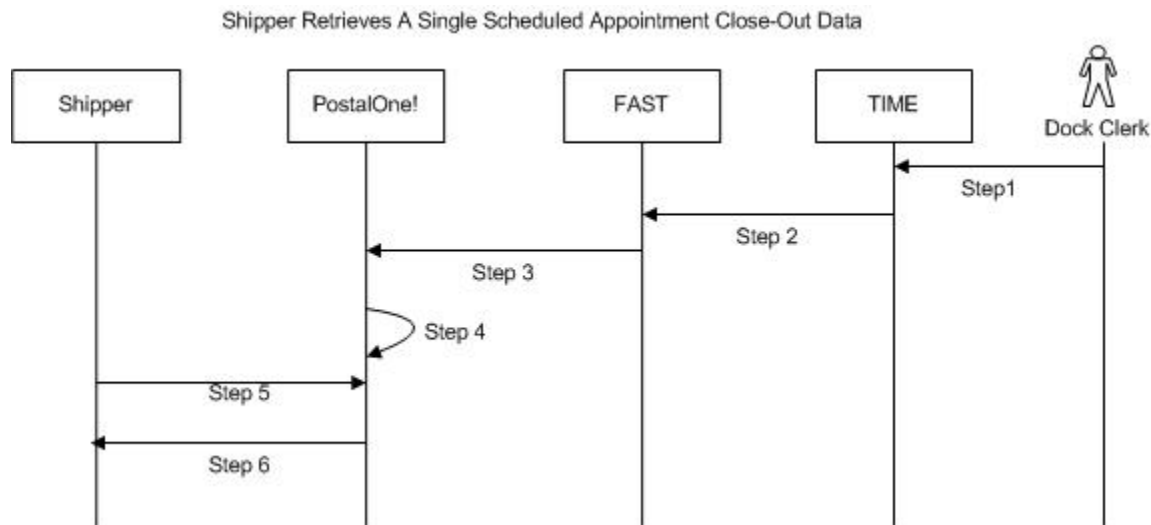 Shipper Retrieves A Single Scheduled Appointment Close-Out Data
Shipper
PostalOne!
FAST
TIME
Dock Clerk
Step1
Step 2
Step 3
Step 4
Step 5
Step 6